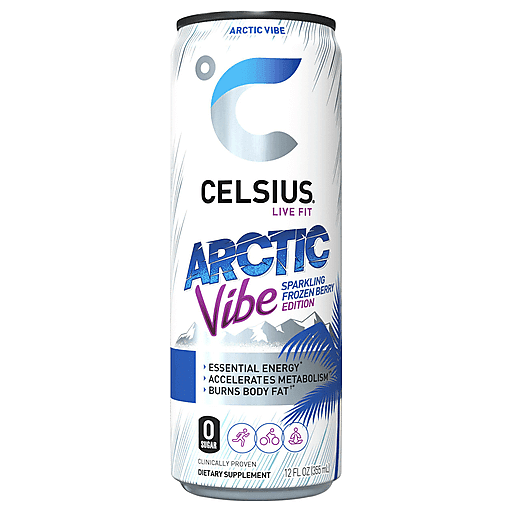 ARCTIC VIBE
CELSIUS®
LIVE FIT
ARCTIC
Vibe
SPARKLING
FROZEN BERRY
EDITION
› ESSENTIAL ENERGY*
› ACCELERATES METABOLISM*
› BURNS BODY FAT*†
0
SUGAR
CLINICALLY PROVEN
DIETARY SUPPLEMENT
12 FL OZ (355 mL)